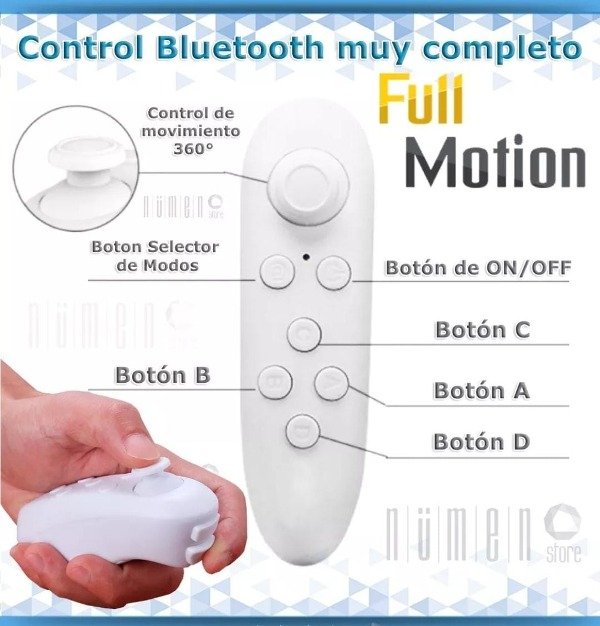 Control Bluetooth muy completo
Full
Motion
Control de
movimiento
360°
nümen
store
Boton Selector
de Modos
Botón de ON/OFF
@
nümen
store
C
Botón C
Botón B
B
A
Botón A
D
Botón D
nümen
store